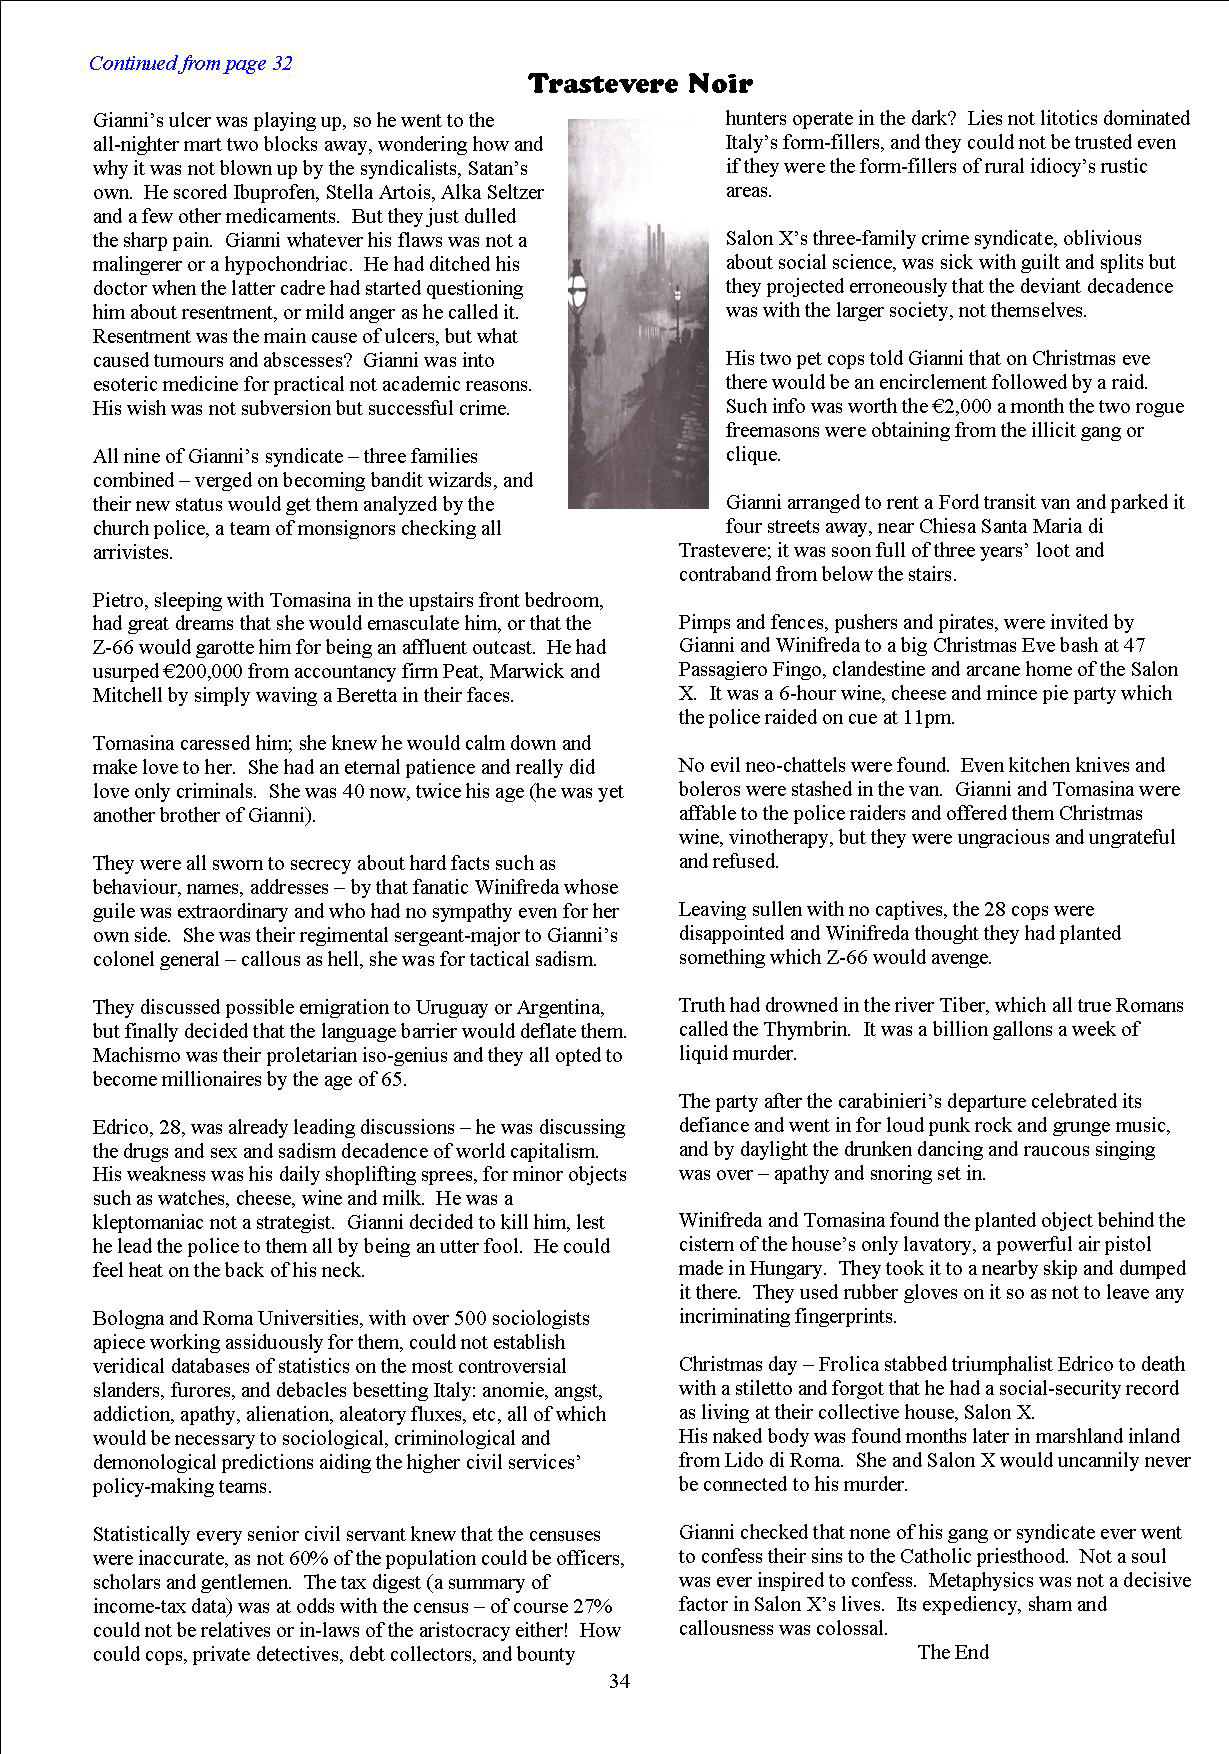 Continued from page 32
Trastevere Noir
Gianni’s ulcer was playing up, so he went to the
all-nighter mart two blocks away, wondering how and
why it was not blown up by the syndicalists, Satan’s
own.  He scored Ibuprofen, Stella Artois, Alka Seltzer
and a few other medicaments.  But they just dulled
the sharp pain.  Gianni whatever his flaws was not a
malingerer or a hypochondriac.  He had ditched his
doctor when the latter cadre had started questioning
him about resentment, or mild anger as he called it.
Resentment was the main cause of ulcers, but what
caused tumours and abscesses?  Gianni was into
esoteric medicine for practical not academic reasons.
His wish was not subversion but successful crime.

All nine of Gianni’s syndicate – three families
combined – verged on becoming bandit wizards, and
their new status would get them analyzed by the
church police, a team of monsignors checking all
arrivistes.

Pietro, sleeping with Tomasina in the upstairs front bedroom,
had great dreams that she would emasculate him, or that the
Z-66 would garotte him for being an affluent outcast.  He had
usurped €200,000 from accountancy firm Peat, Marwick and
Mitchell by simply waving a Beretta in their faces.

Tomasina caressed him; she knew he would calm down and
make love to her.  She had an eternal patience and really did
love only criminals.  She was 40 now, twice his age (he was yet
another brother of Gianni).

They were all sworn to secrecy about hard facts such as
behaviour, names, addresses – by that fanatic Winifreda whose
guile was extraordinary and who had no sympathy even for her
own side.  She was their regimental sergeant-major to Gianni’s
colonel general – callous as hell, she was for tactical sadism.

They discussed possible emigration to Uruguay or Argentina,
but finally decided that the language barrier would deflate them.
Machismo was their proletarian iso-genius and they all opted to
become millionaires by the age of 65.

Edrico, 28, was already leading discussions – he was discussing
the drugs and sex and sadism decadence of world capitalism.
His weakness was his daily shoplifting sprees, for minor objects
such as watches, cheese, wine and milk.  He was a
kleptomaniac not a strategist.  Gianni decided to kill him, lest
he lead the police to them all by being an utter fool.  He could
feel heat on the back of his neck.

Bologna and Roma Universities, with over 500 sociologists
apiece working assiduously for them, could not establish
veridical databases of statistics on the most controversial
slanders, furores, and debacles besetting Italy: anomie, angst,
addiction, apathy, alienation, aleatory fluxes, etc, all of which
would be necessary to sociological, criminological and
demonological predictions aiding the higher civil services’
policy-making teams.

Statistically every senior civil servant knew that the censuses
were inaccurate, as not 60% of the population could be officers,
scholars and gentlemen.  The tax digest (a summary of
income-tax data) was at odds with the census – of course 27%
could not be relatives or in-laws of the aristocracy either!  How
could cops, private detectives, debt collectors, and bounty
hunters operate in the dark?  Lies not litotics dominated
Italy’s form-fillers, and they could not be trusted even
if they were the form-fillers of rural idiocy’s rustic
areas.

Salon X’s three-family crime syndicate, oblivious
about social science, was sick with guilt and splits but
they projected erroneously that the deviant decadence
was with the larger society, not themselves.

His two pet cops told Gianni that on Christmas eve
there would be an encirclement followed by a raid.
Such info was worth the €2,000 a month the two rogue
freemasons were obtaining from the illicit gang or
clique.

Gianni arranged to rent a Ford transit van and parked it
four streets away, near Chiesa Santa Maria di
Trastevere; it was soon full of three years’ loot and
contraband from below the stairs.

Pimps and fences, pushers and pirates, were invited by
Gianni and Winifreda to a big Christmas Eve bash at 47
Passagiero Fingo, clandestine and arcane home of the Salon
X.  It was a 6-hour wine, cheese and mince pie party which
the police raided on cue at 11pm.

No evil neo-chattels were found.  Even kitchen knives and
boleros were stashed in the van.  Gianni and Tomasina were
affable to the police raiders and offered them Christmas
wine, vinotherapy, but they were ungracious and ungrateful
and refused.

Leaving sullen with no captives, the 28 cops were
disappointed and Winifreda thought they had planted
something which Z-66 would avenge.

Truth had drowned in the river Tiber, which all true Romans
called the Thymbrin.  It was a billion gallons a week of
liquid murder.

The party after the carabinieri’s departure celebrated its
defiance and went in for loud punk rock and grunge music,
and by daylight the drunken dancing and raucous singing
was over – apathy and snoring set in.

Winifreda and Tomasina found the planted object behind the
cistern of the house’s only lavatory, a powerful air pistol
made in Hungary.  They took it to a nearby skip and dumped
it there.  They used rubber gloves on it so as not to leave any
incriminating fingerprints.

Christmas day – Frolica stabbed triumphalist Edrico to death
with a stiletto and forgot that he had a social-security record
as living at their collective house, Salon X.
His naked body was found months later in marshland inland
from Lido di Roma.  She and Salon X would uncannily never
be connected to his murder.

Gianni checked that none of his gang or syndicate ever went
to confess their sins to the Catholic priesthood.  Not a soul
was ever inspired to confess.  Metaphysics was not a decisive
factor in Salon X’s lives.  Its expediency, sham and
callousness was colossal.
The End
34